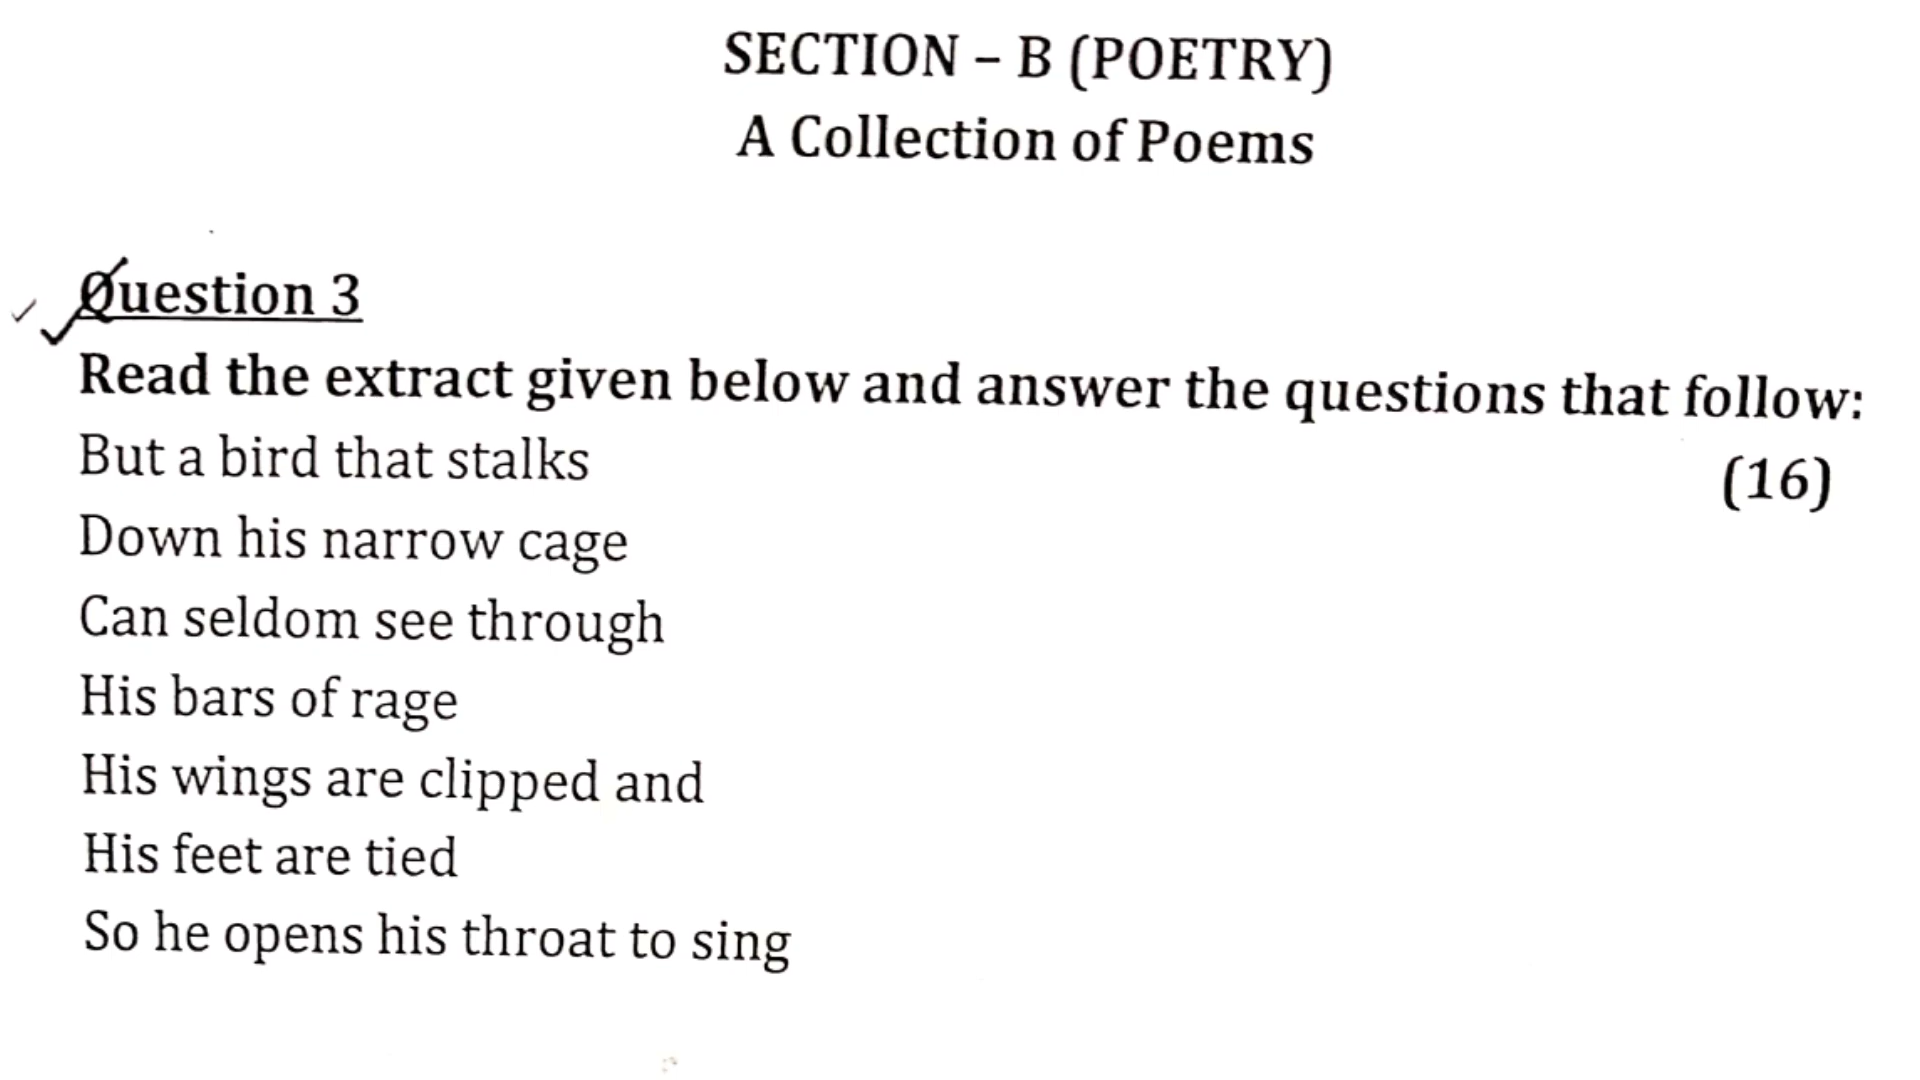 SECTION – B (POETRY)
A Collection of Poems
Question 3
Read the extract given below and answer the questions that follow:
But a bird that stalks
(16)
Down his narrow cage
Can seldom see through
His bars of rage
His wings are clipped and
His feet are tied
So he opens his throat to sing